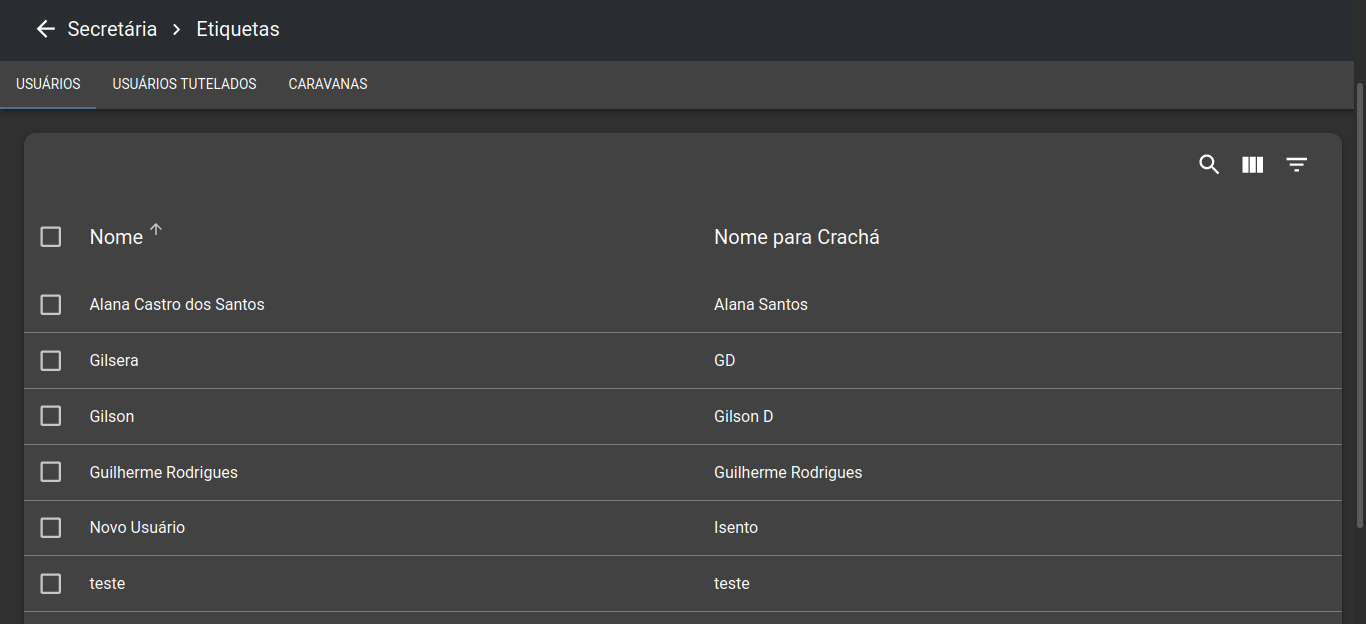 Secretária > Etiquetas
USUÁRIOS USUÁRIOS TUTELADOS CARAVANAS
Nome Nome para Crachá
Alana Castro dos Santos Alana Santos
Gilsera GD
Gilson Gilson D
Guilherme Rodrigues Guilherme Rodrigues
Novo Usuário Isento
teste teste